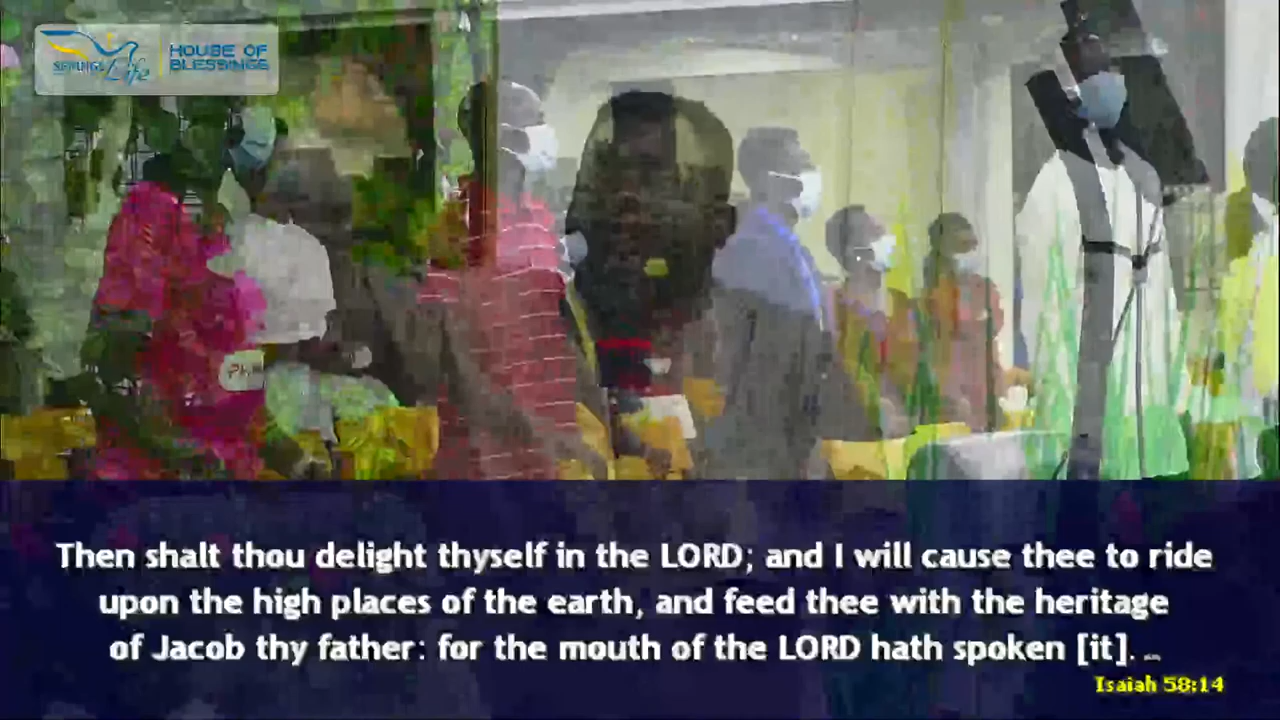 SPRINGS
Life
HOUSE OF
BLESSINGS
Then shalt thou delight thyself in the LORD; and I will cause thee to ride
upon the high places of the earth, and feed thee with the heritage
of Jacob thy father: for the mouth of the LORD hath spoken [it].
Isaiah 58:14